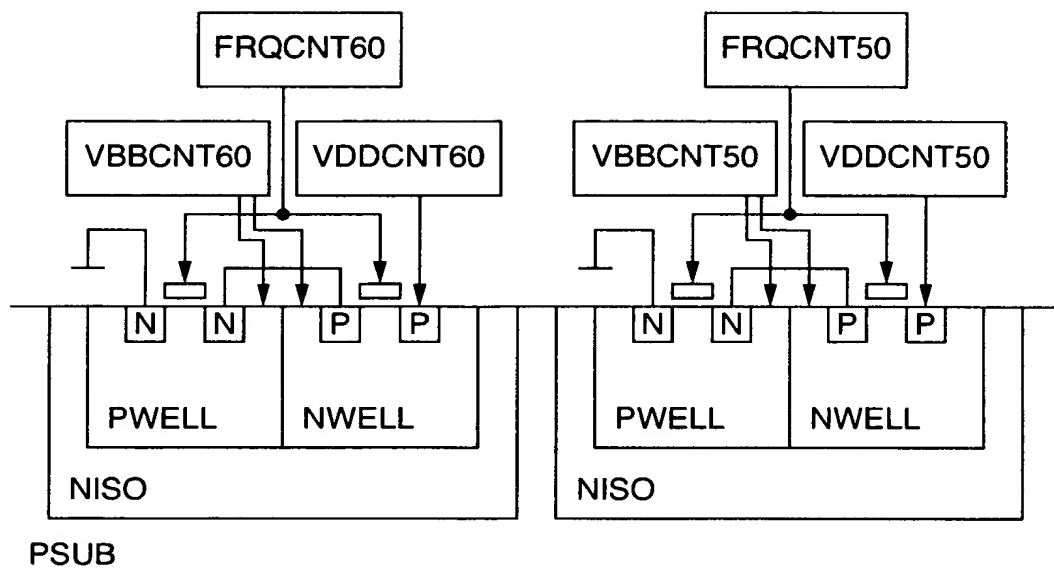 FRQCNT60
FRQCNT50
VBBCNT60
VDDCNT60
VBBCNT50
VDDCNT50
N
N
P
P
N
N
P
P
PWELL
NWELL
PWELL
NWELL
NISO
NISO
PSUB